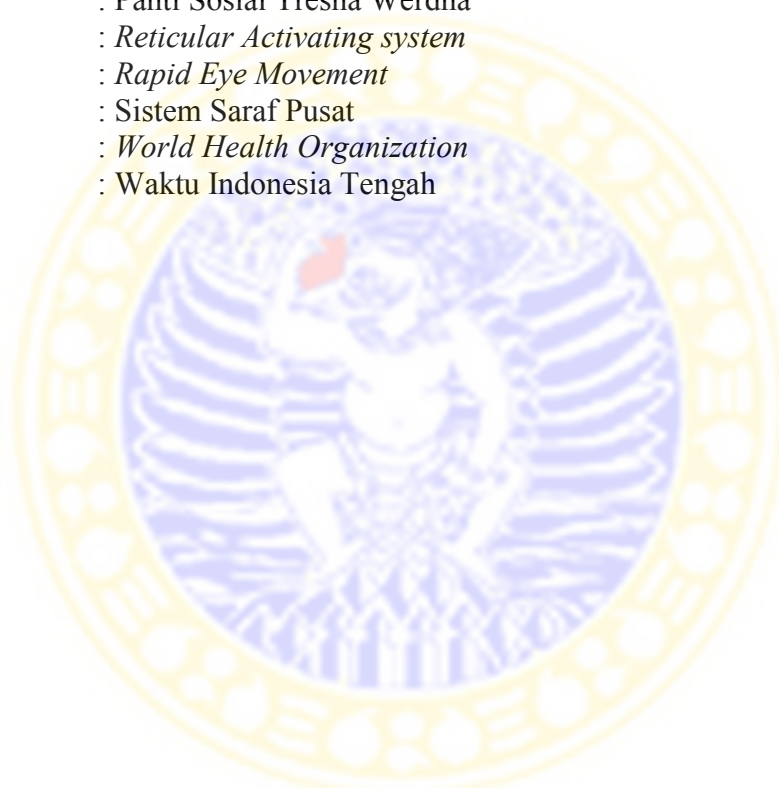 : Panti Sosial Tresna Werdha
: Reticular Activating system
: Rapid Eye Movement
: Sistem Saraf Pusat
: World Health Organization
: Waktu Indonesia Tengah